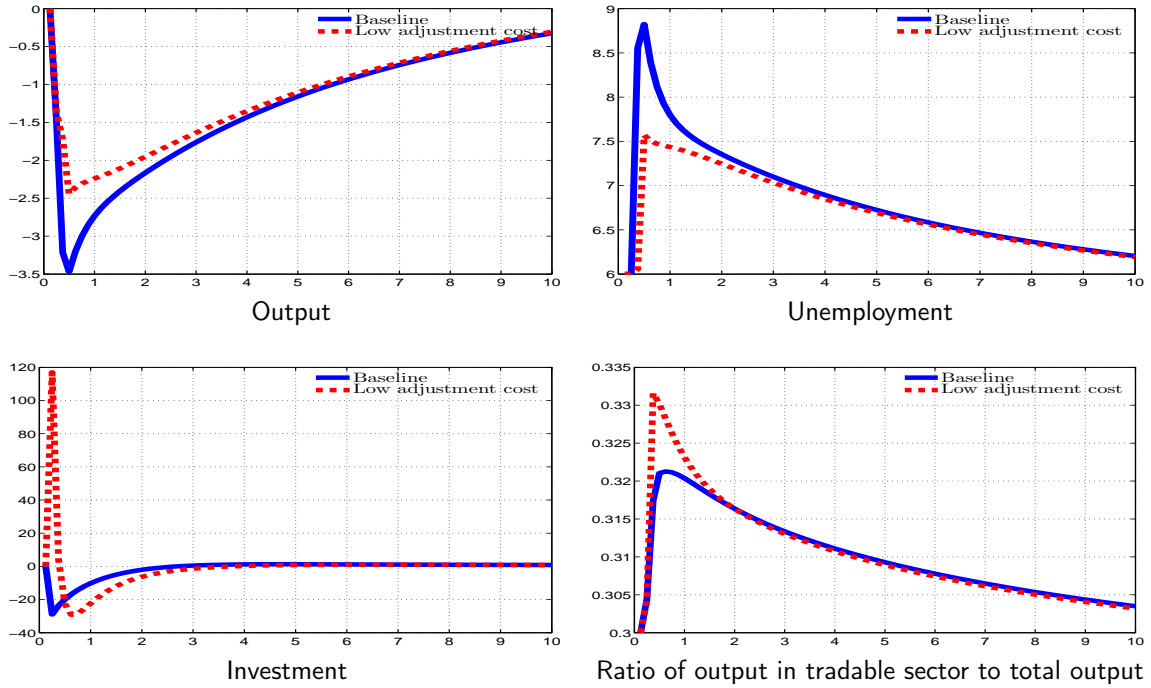 Baseline
Low adjustment cost
0
−0.5
−1
−1.5
−2
−2.5
−3
−3.5
0 1 2 3 4 5 6 7 8 9 10
Output
Baseline
Low adjustment cost
9
8.5
8
7.5
7
6.5
6
0 1 2 3 4 5 6 7 8 9 10
Unemployment
Baseline
Low adjustment cost
120
100
80
60
40
20
0
−20
−40
0 1 2 3 4 5 6 7 8 9 10
Investment
Baseline
Low adjustment cost
0.335
0.33
0.325
0.32
0.315
0.31
0.305
0.3
0 1 2 3 4 5 6 7 8 9 10
Ratio of output in tradable sector to total output